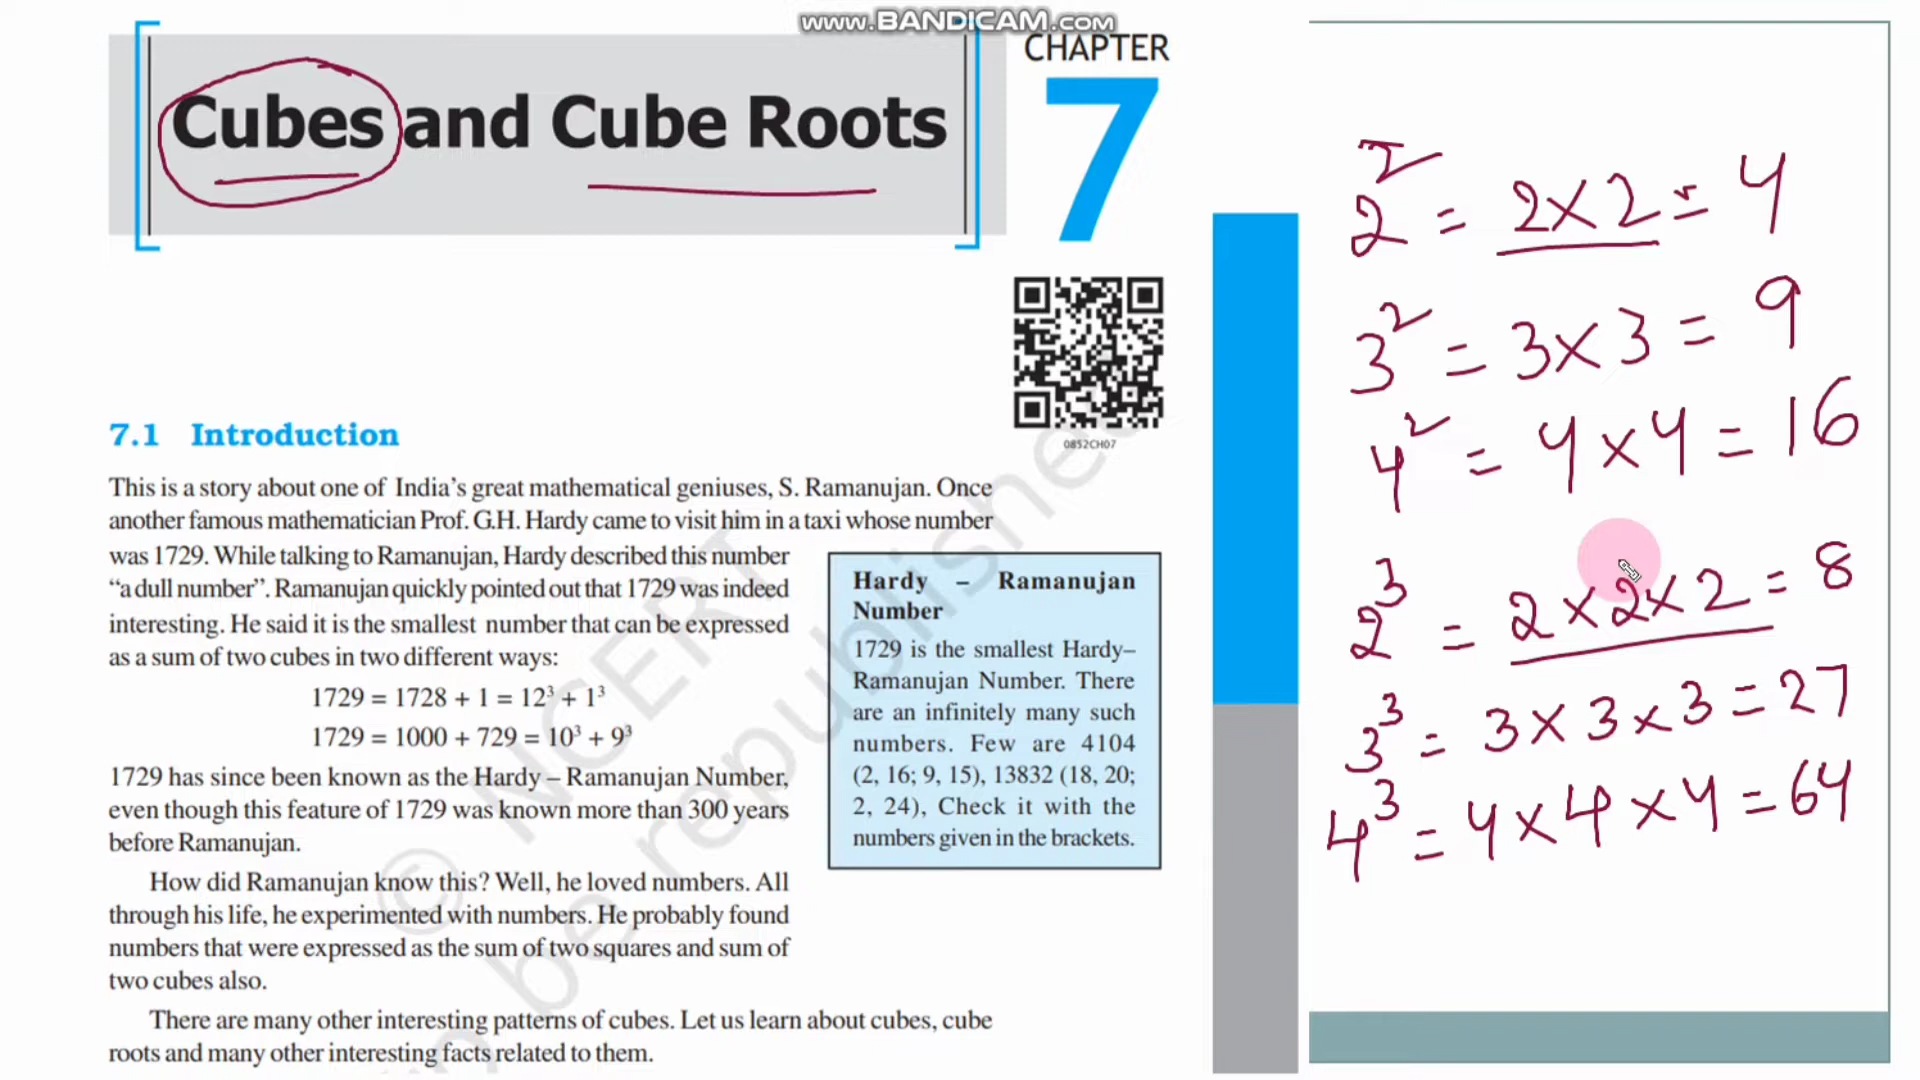 www.BANDICAM.com
CHAPTER
7
Cubes and Cube Roots
0852CH07
7.1 Introduction
This is a story about one of India's great mathematical geniuses, S. Ramanujan. Once
another famous mathematician Prof. G.H. Hardy came to visit him in a taxi whose number
was 1729. While talking to Ramanujan, Hardy described this number
“a dull number”. Ramanujan quickly pointed out that 1729 was indeed
interesting. He said it is the smallest number that can be expressed
as a sum of two cubes in two different ways:
1729 = 1728 + 1 = 12³ + 1³
1729 = 1000 + 729 = 10³ + 9³
1729 has since been known as the Hardy – Ramanujan Number,
even though this feature of 1729 was known more than 300 years
before Ramanujan.
How did Ramanujan know this? Well, he loved numbers. All
through his life, he experimented with numbers. He probably found
numbers that were expressed as the sum of two squares and sum of
two cubes also.
There are many other interesting patterns of cubes. Let us learn about cubes, cube
roots and many other interesting facts related to them.
Hardy – Ramanujan
Number
1729 is the smallest Hardy–
Ramanujan Number. There
are an infinitely many such
numbers. Few are 4104
(2, 16; 9, 15), 13832 (18, 20;
2, 24), Check it with the
numbers given in the brackets.
© NCERT
be republished
2² = 2×2 = 4
3² = 3×3 = 9
4² = 4×4 = 16
2³ = 2×2×2 = 8
3³ = 3×3×3 = 27
4³ = 4×4×4 = 64